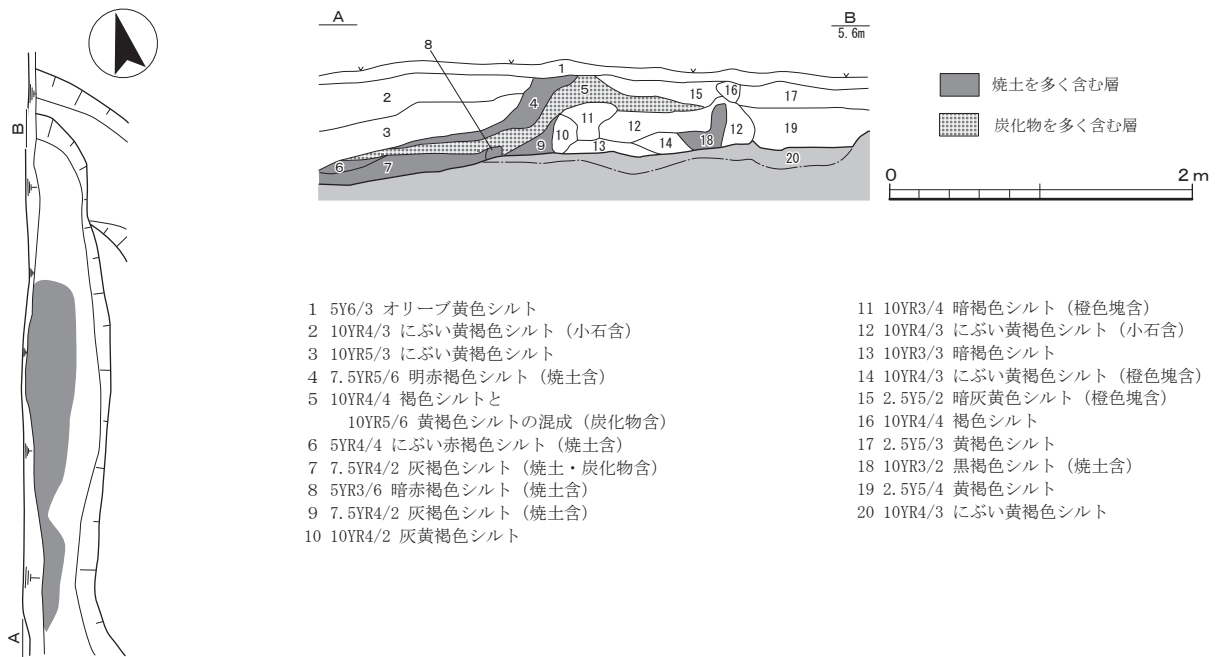 A
B
5.6m
8
1
2
3
4
5
6
7
9
10
11
12
13
14
15
16
17
18
12
19
20
焼土を多く含む層
炭化物を多く含む層
0
2 m
B
A
1 5Y6/3 オリーブ黄色シルト
2 10YR4/3 にぶい黄褐色シルト（小石含）
3 10YR5/3 にぶい黄褐色シルト
4 7.5YR5/6 明赤褐色シルト（焼土含）
5 10YR4/4 褐色シルトと
10YR5/6 黄褐色シルトの混成（炭化物含）
6 5YR4/4 にぶい赤褐色シルト（焼土含）
7 7.5YR4/2 灰褐色シルト（焼土・炭化物含）
8 5YR3/6 暗赤褐色シルト（焼土含）
9 7.5YR4/2 灰褐色シルト（焼土含）
10 10YR4/2 灰黄褐色シルト
11 10YR3/4 暗褐色シルト（橙色塊含）
12 10YR4/3 にぶい黄褐色シルト（小石含）
13 10YR3/3 暗褐色シルト
14 10YR4/3 にぶい黄褐色シルト（橙色塊含）
15 2.5Y5/2 暗灰黄色シルト（橙色塊含）
16 10YR4/4 褐色シルト
17 2.5Y5/3 黄褐色シルト
18 10YR3/2 黒褐色シルト（焼土含）
19 2.5Y5/4 黄褐色シルト
20 10YR4/3 にぶい黄褐色シルト